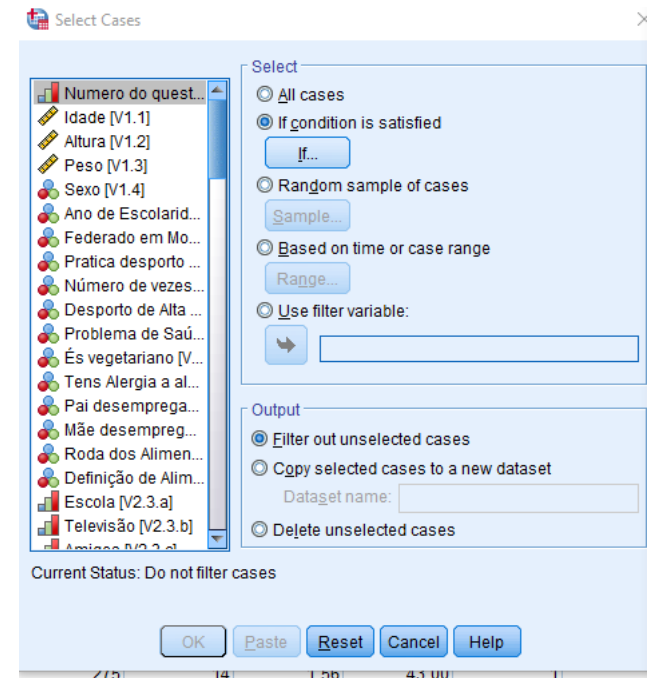 Select Cases
Numero do quest...
Idade [V1.1]
Altura [V1.2]
Peso [V1.3]
Sexo [V1.4]
Ano de Escolarid...
Federado em Mo...
Pratica desporto ...
Número de vezes...
Desporto de Alta ...
Problema de Saú...
És vegetariano [V...
Tens Alergia a al...
Pai desemprega...
Mãe desempreg...
Roda dos Alimen...
Definição de Alim...
Escola [V2.3.a]
Televisão [V2.3.b]
Select
All cases
If condition is satisfied
If...
Random sample of cases
Sample...
Based on time or case range
Range...
Use filter variable:
Output
Filter out unselected cases
Copy selected cases to a new dataset
Dataset name:
Delete unselected cases
Current Status: Do not filter cases
OK Paste Reset Cancel Help